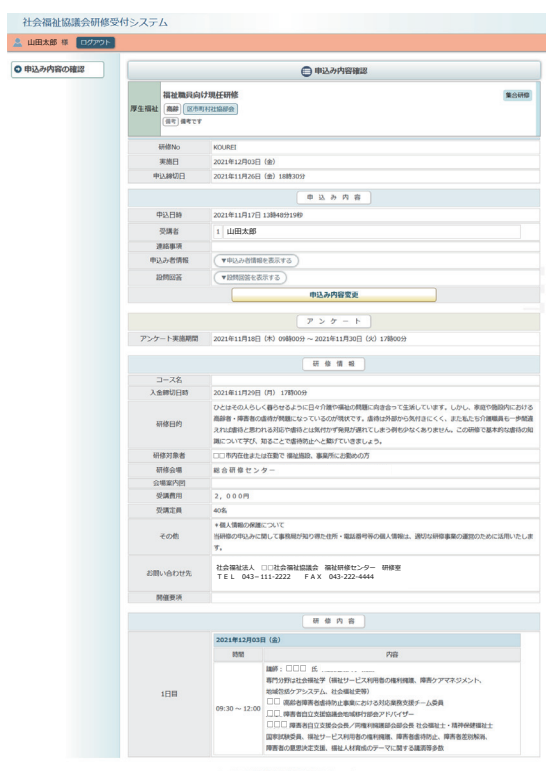 社会福祉協議会研修受付システム
山田太郎 様 ログアウト
申込み内容の確認
申込み内容確認
厚生福祉
福祉職員向け現任研修
集合研修
高齢 区市町村社協部会
備考 備考です
研修No KOUREI
実施日 2021年12月03日（金）
申込締切日 2021年11月26日（金）18時30分
申 込 み 内 容
申込日時 2021年11月17日 13時48分19秒
受講者 1 山田太郎
連絡事項
申込み者情報 ▼申込み者情報を表示する
設問回答 ▼設問回答を表示する
申込み内容変更
ア ン ケ ー ト
アンケート実施期間 2021年11月18日（木）09時00分 ～ 2021年11月30日（火）17時00分
研 修 情 報
コース名
入金締切日時 2021年11月29日（月） 17時00分
研修目的
ひとはその人らしく暮らせるように日々介護や福祉の問題に向き合って生活しています。しかし、家庭や施設内における
高齢者・障害者の虐待が問題になっているのが現状です。虐待は外部から気付きにくく、また私たち介護職員も一歩間違
えれば虐待と思われる対応や虐待とは気付かず発見が遅れてしまう例も少なくありません。この研修で基本的な虐待の知
識について学び、知ることで虐待防止へと繋げていきましょう。
研修対象者 □□市内在住または在勤で 福祉施設、事業所にお勤めの方
研修会場 総 合 研 修 セ ン タ ー
会場案内図
受講費用 ２，０００円
受講定員 40名
その他
＋個人情報の保護について
当研修の申込みに関して事務局が知り得た住所・電話番号等の個人情報は、適切な研修事業の運営のために活用いたしま
す。
お問い合わせ先
社会福祉法人 □□社会福祉協議会 福祉研修センター 研修室
ＴＥＬ 043－111-2222 ＦＡＸ 043-222-4444
開催要項
研 修 内 容
1日目
2021年12月03日（金）
時間 内容
09:30 ～ 12:00
講師：□□□ 氏
専門分野は社会福祉学（福祉サービス利用者の権利擁護、障害ケアマネジメント、
地域包括ケアシステム、社会福祉史等）
□□ 県高齢者障害者虐待防止事業における対応業務支援チーム委員
□□、障害者自立支援協議会地域移行部会アドバイザー
□□□ 障害者自立支援会会長／同権利擁護部会部会長 社会福祉士・精神保健福祉士
国家試験委員、福祉サービス利用者の権利擁護、障害者虐待防止、障害者差別解消、
障害者の意思決定支援、福祉人材育成のテーマに関する講演等多数